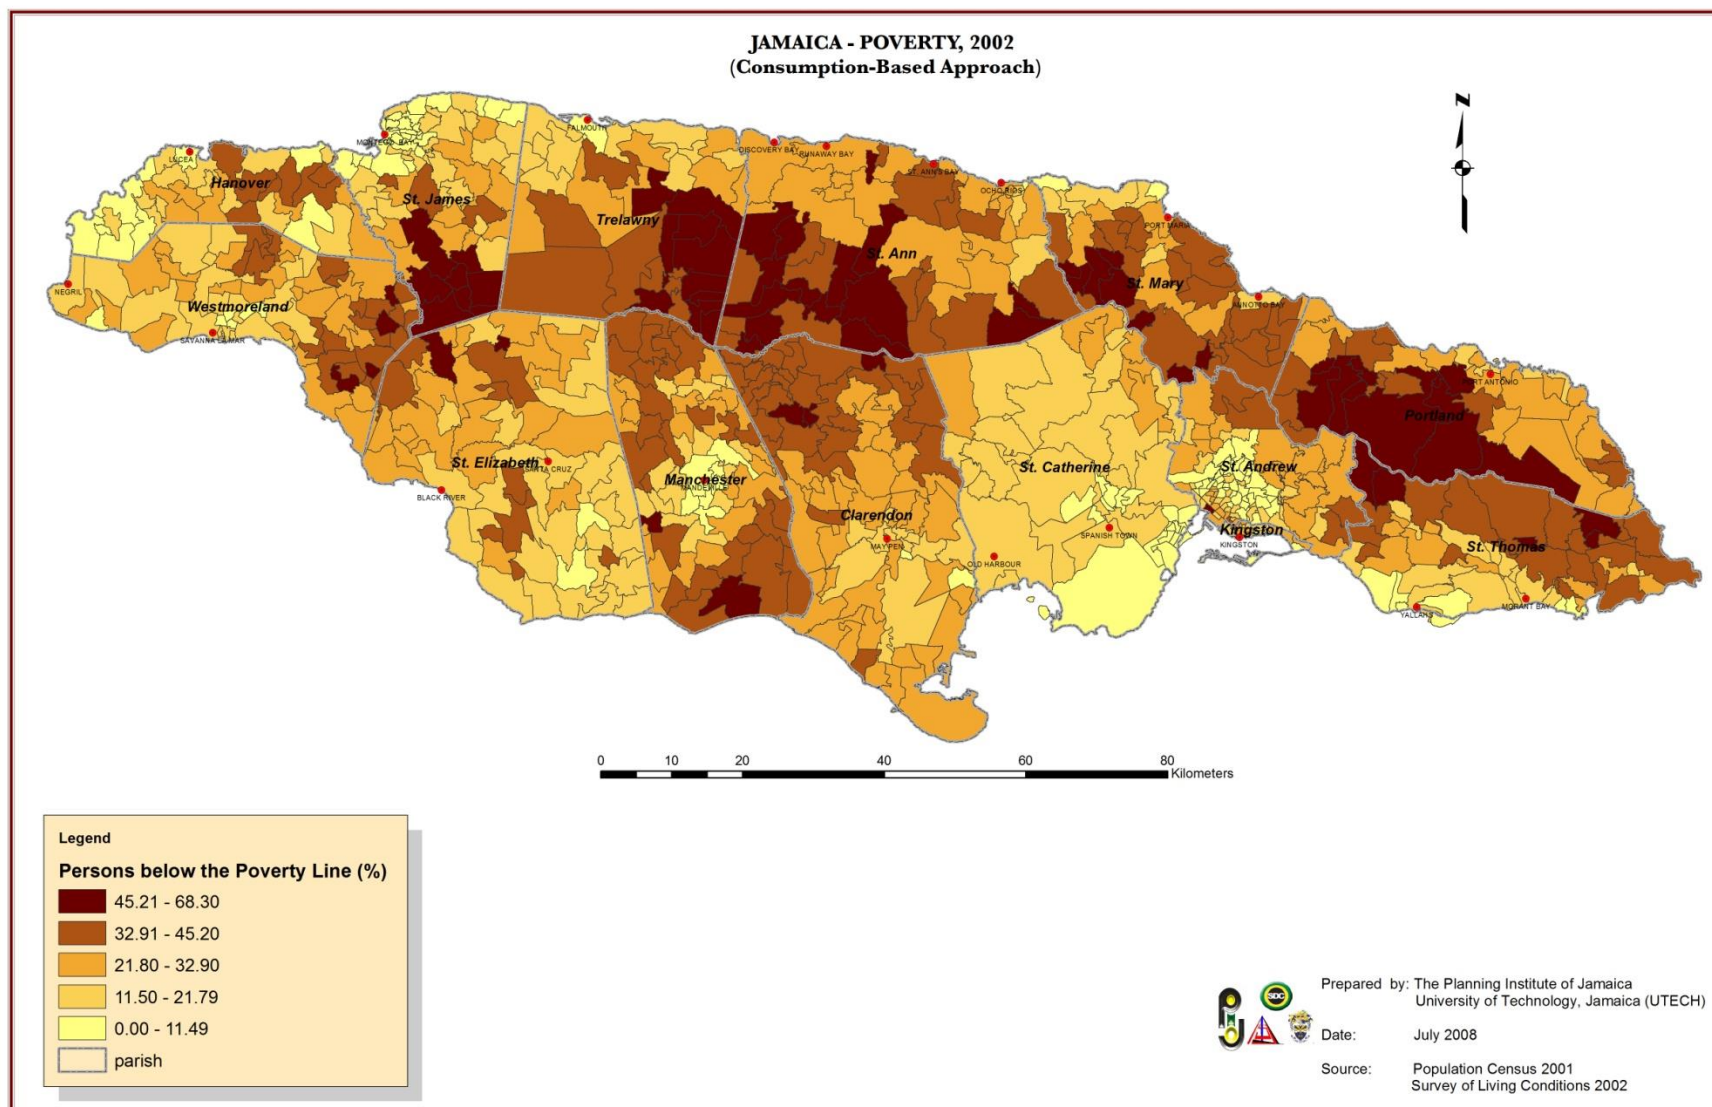 JAMAICA - POVERTY, 2002
(Consumption-Based Approach)
N
FALMOUTH
MONTEGO BAY
DISCOVERY BAY
RUNAWAY BAY
LUCEA
ST. ANN'S BAY
Hanover
OCHO RIOS
St. James
Trelawny
PORT MARIA
St. Ann
St. Mary
NEGRIL
Westmoreland
ANNOTTO BAY
SAVANNA LA MAR
PORT ANTONIO
Portland
St. Elizabeth
SANTA CRUZ
St. Catherine
St. Andrew
Manchester
MANDEVILLE
BLACK RIVER
Clarendon
SPANISH TOWN
Kingston
KINGSTON
MAY PEN
St. Thomas
OLD HARBOUR
YALLAHS
MORANT BAY
0 10 20 40 60 80
Kilometers
Legend
Persons below the Poverty Line (%)
45.21 - 68.30
32.91 - 45.20
21.80 - 32.90
11.50 - 21.79
0.00 - 11.49
parish
SDC
PIOJ
Prepared by: The Planning Institute of Jamaica
University of Technology, Jamaica (UTECH)
Date: July 2008
Source: Population Census 2001
Survey of Living Conditions 2002